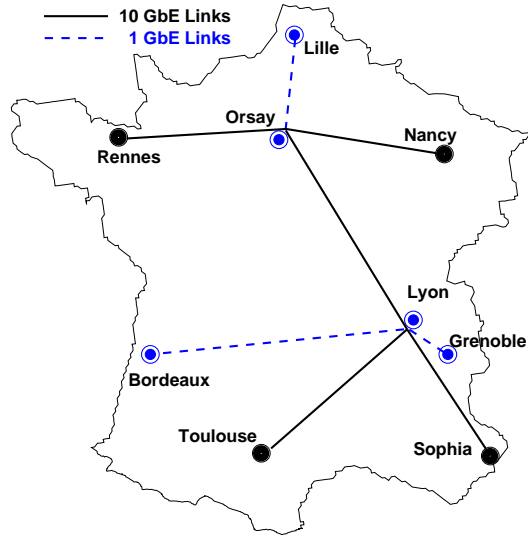 10 GbE Links
1 GbE Links
Lille
Orsay
Nancy
Rennes
Lyon
Grenoble
Bordeaux
Toulouse
Sophia